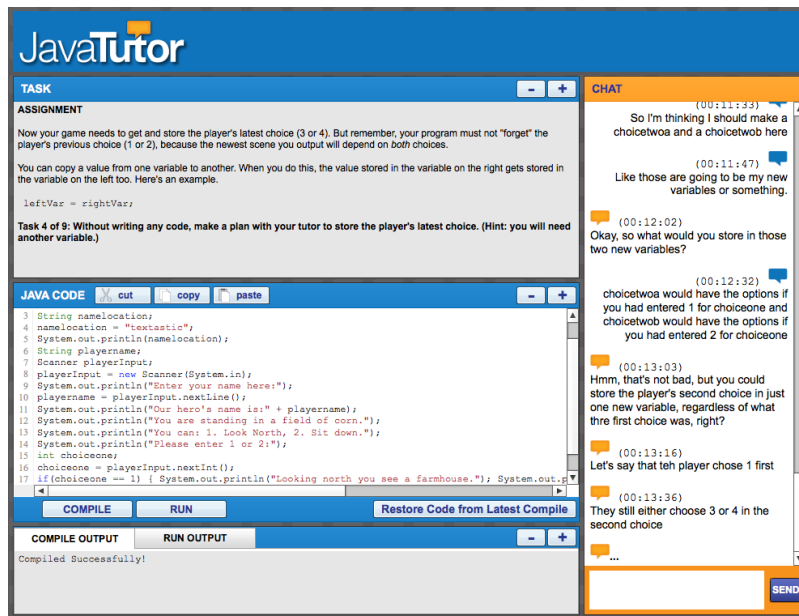 JavaTutor
TASK
- +
ASSIGNMENT
Now your game needs to get and store the player's latest choice (3 or 4). But remember, your program must not "forget" the
player's previous choice (1 or 2), because the newest scene you output will depend on both choices.
You can copy a value from one variable to another. When you do this, the value stored in the variable on the right gets stored in
the variable on the left too. Here's an example.
leftVar = rightVar;
Task 4 of 9: Without writing any code, make a plan with your tutor to store the player's latest choice. (Hint: you will need
another variable.)
JAVA CODE cut copy paste - +
3 String namelocation;
4 namelocation = "textastic";
5 System.out.println(namelocation);
6 String playername;
7 Scanner playerInput;
8 playerInput = new Scanner(System.in);
9 System.out.println("Enter your name here:");
10 playername = playerInput.nextLine();
11 System.out.println("Our hero's name is:" + playername);
12 System.out.println("You are standing in a field of corn.");
13 System.out.println("You can: 1. Look North, 2. Sit down.");
14 System.out.println("Please enter 1 or 2:");
15 int choiceone;
16 choiceone = playerInput.nextInt();
17 if(choiceone == 1) { System.out.println("Looking north you see a farmhouse."); System.out.p
COMPILE RUN Restore Code from Latest Compile
COMPILE OUTPUT RUN OUTPUT - +
Compiled Successfully!
CHAT
(00:11:33)
So I'm thinking I should make a
choicetwoa and a choicetwob here
(00:11:47)
Like those are going to be my new
variables or something.
(00:12:02)
Okay, so what would you store in those
two new variables?
(00:12:32)
choicetwoa would have the options if
you had entered 1 for choiceone and
choicetwob would have the options if
you had entered 2 for choiceone
(00:13:03)
Hmm, that's not bad, but you could
store the player's second choice in just
one new variable, regardless of what
thre first choice was, right?
(00:13:16)
Let's say that teh player chose 1 first
(00:13:36)
They still either choose 3 or 4 in the
second choice
...
SEND